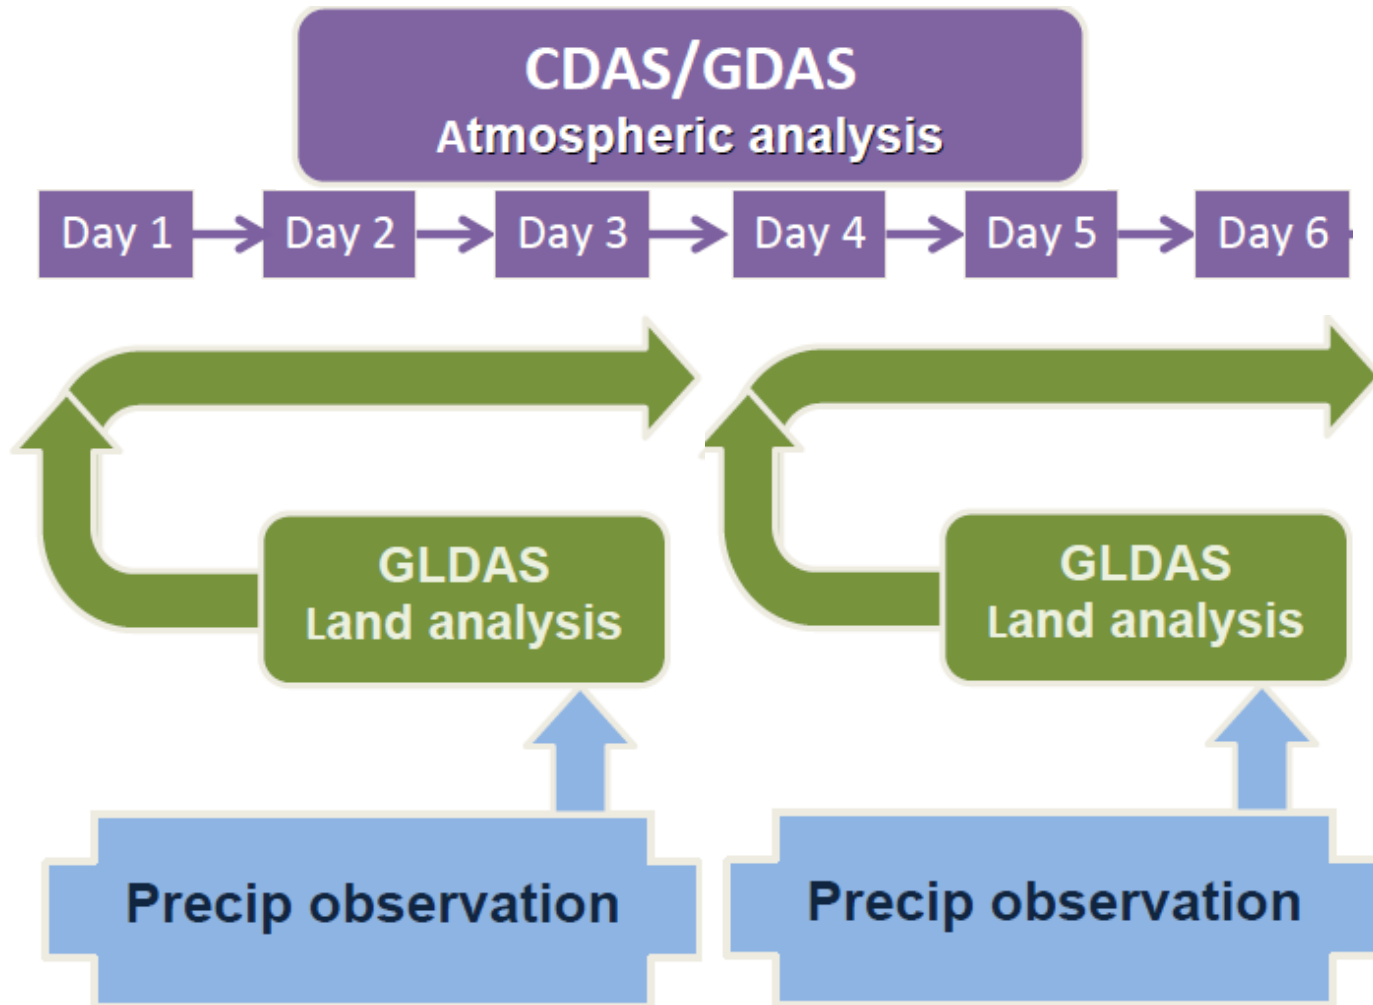 CDAS/GDAS
Atmospheric analysis
Day 1 Day 2 Day 3 Day 4 Day 5 Day 6
GLDAS
Land analysis
GLDAS
Land analysis
Precip observation
Precip observation